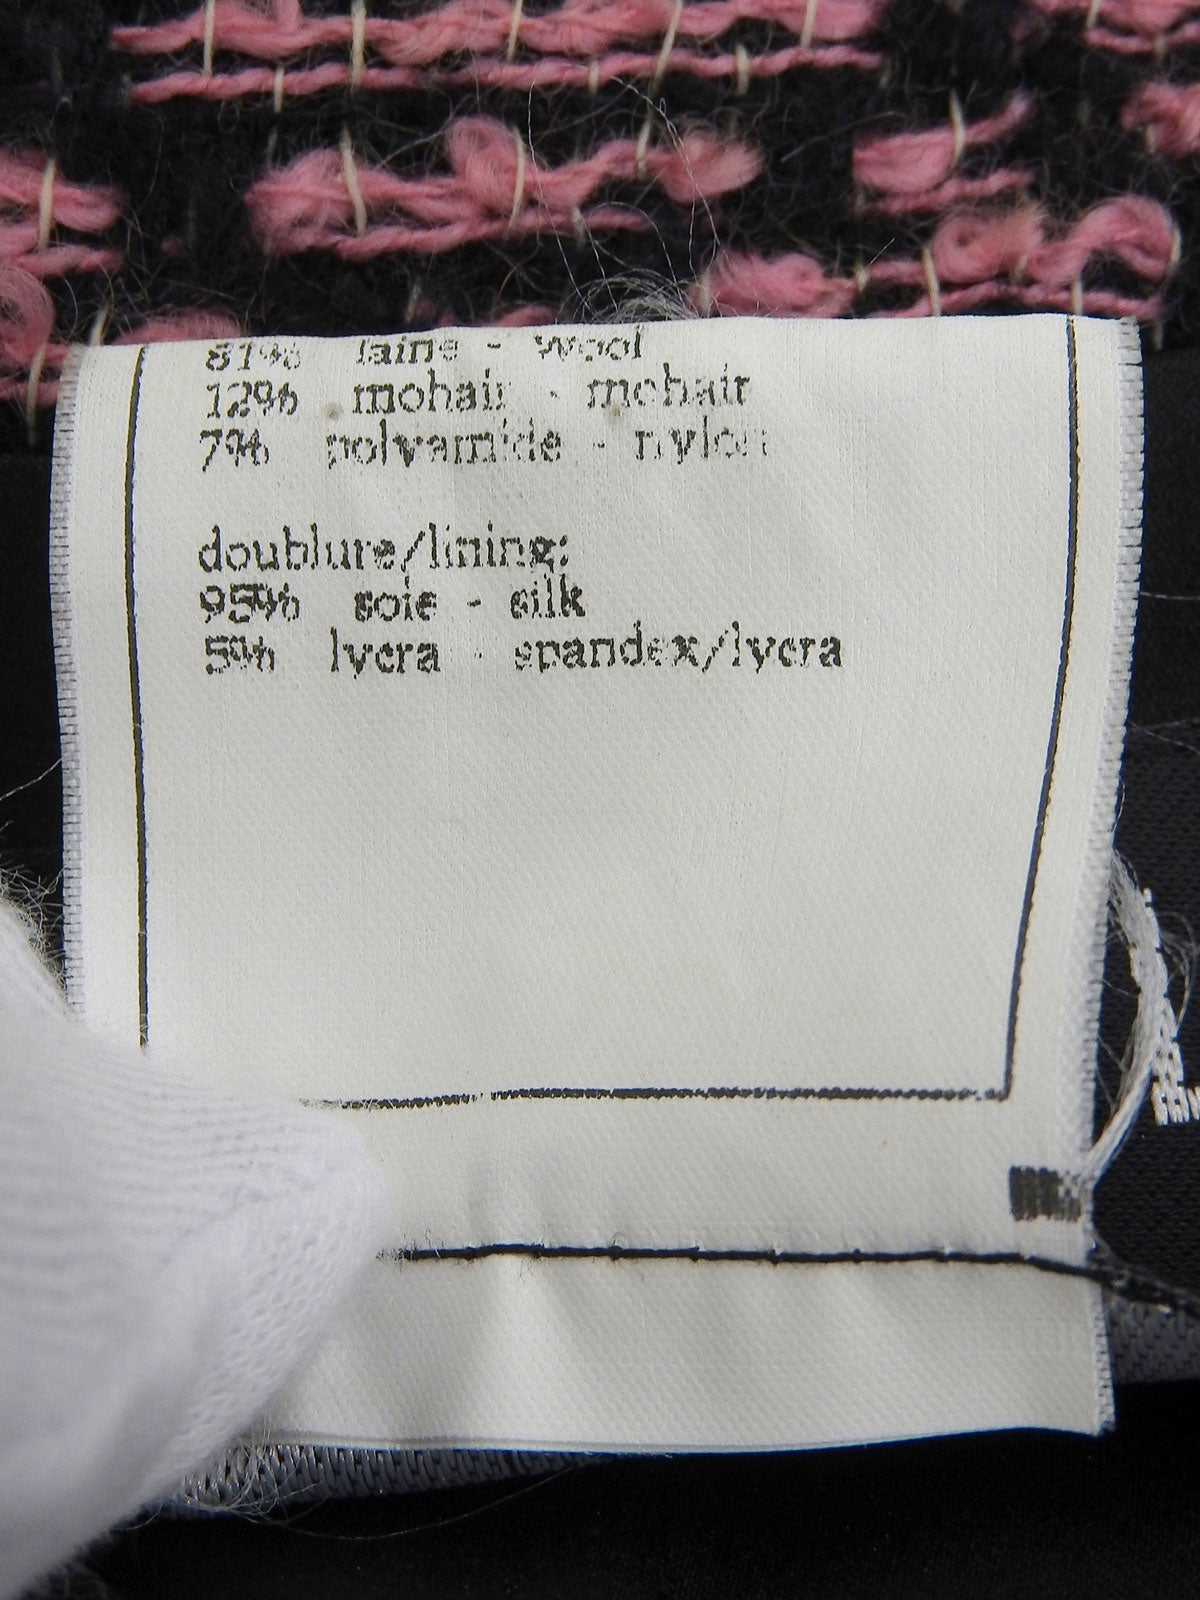 81% laine - wool
12% mohair - mohair
7% polyamide - nylon
doublure/lining:
95% soie - silk
5% lycra - spandex/lycra